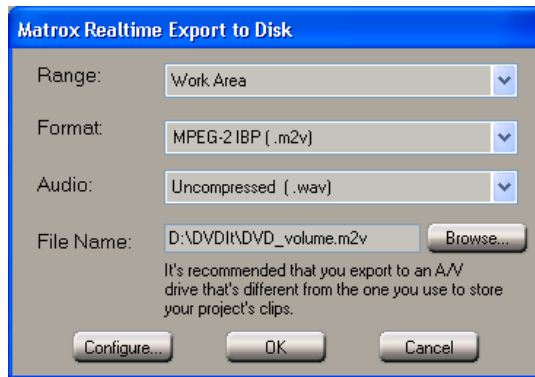 Matrox Realtime Export to Disk
Range: Work Area
Format: MPEG-2 IBP ( .m2v)
Audio: Uncompressed ( .wav)
File Name: D:\DVDIt\DVD_volume.m2v Browse...
It's recommended that you export to an A/V
drive that's different from the one you use to store
your project's clips.
Configure... OK Cancel